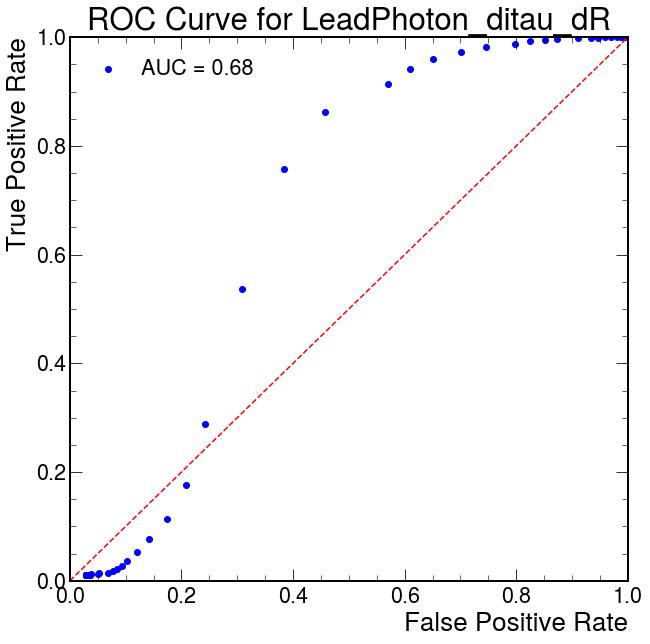 ROC Curve for LeadPhoton_ditau_dR
True Positive Rate
1.0
0.8
0.6
0.4
0.2
0.0
AUC = 0.68
0.0 0.2 0.4 0.6 0.8 1.0
False Positive Rate